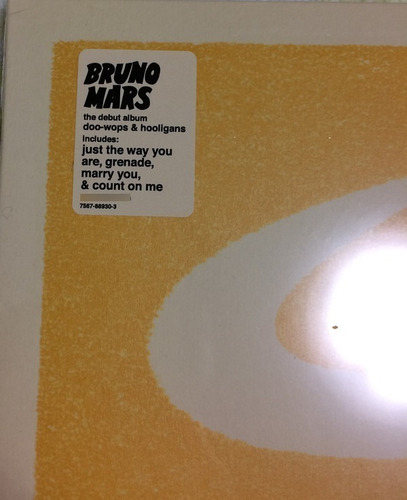 BRUNO
MARS
the debut album
doo-wops & hooligans
includes:
just the way you
are, grenade,
marry you,
& count on me
7567-88930-3